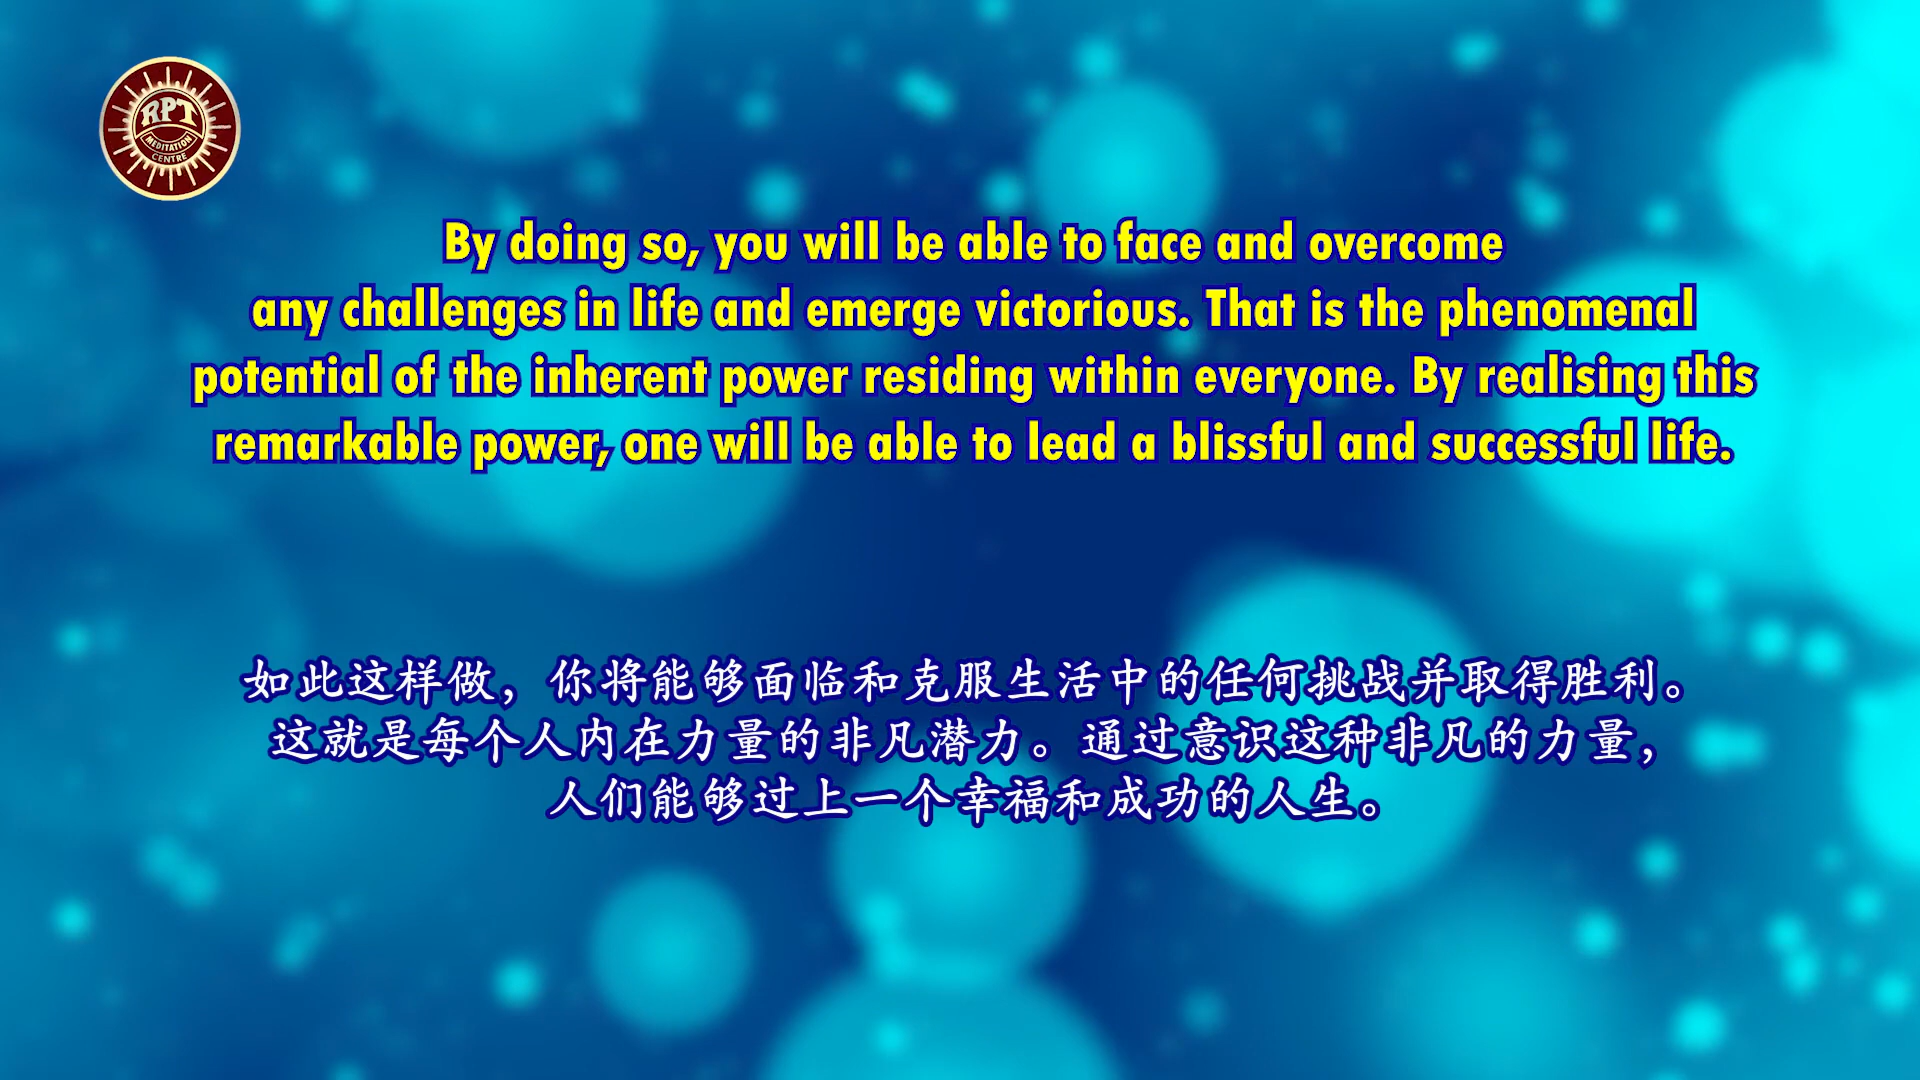 RPT
MEDITATION
CENTRE
By doing so, you will be able to face and overcome
any challenges in life and emerge victorious. That is the phenomenal
potential of the inherent power residing within everyone. By realising this
remarkable power, one will be able to lead a blissful and successful life.
如此这样做，你将能够面临和克服生活中的任何挑战并取得胜利。
这就是每个人内在力量的非凡潜力。通过意识这种非凡的力量，
人们能够过上一个幸福和成功的人生。